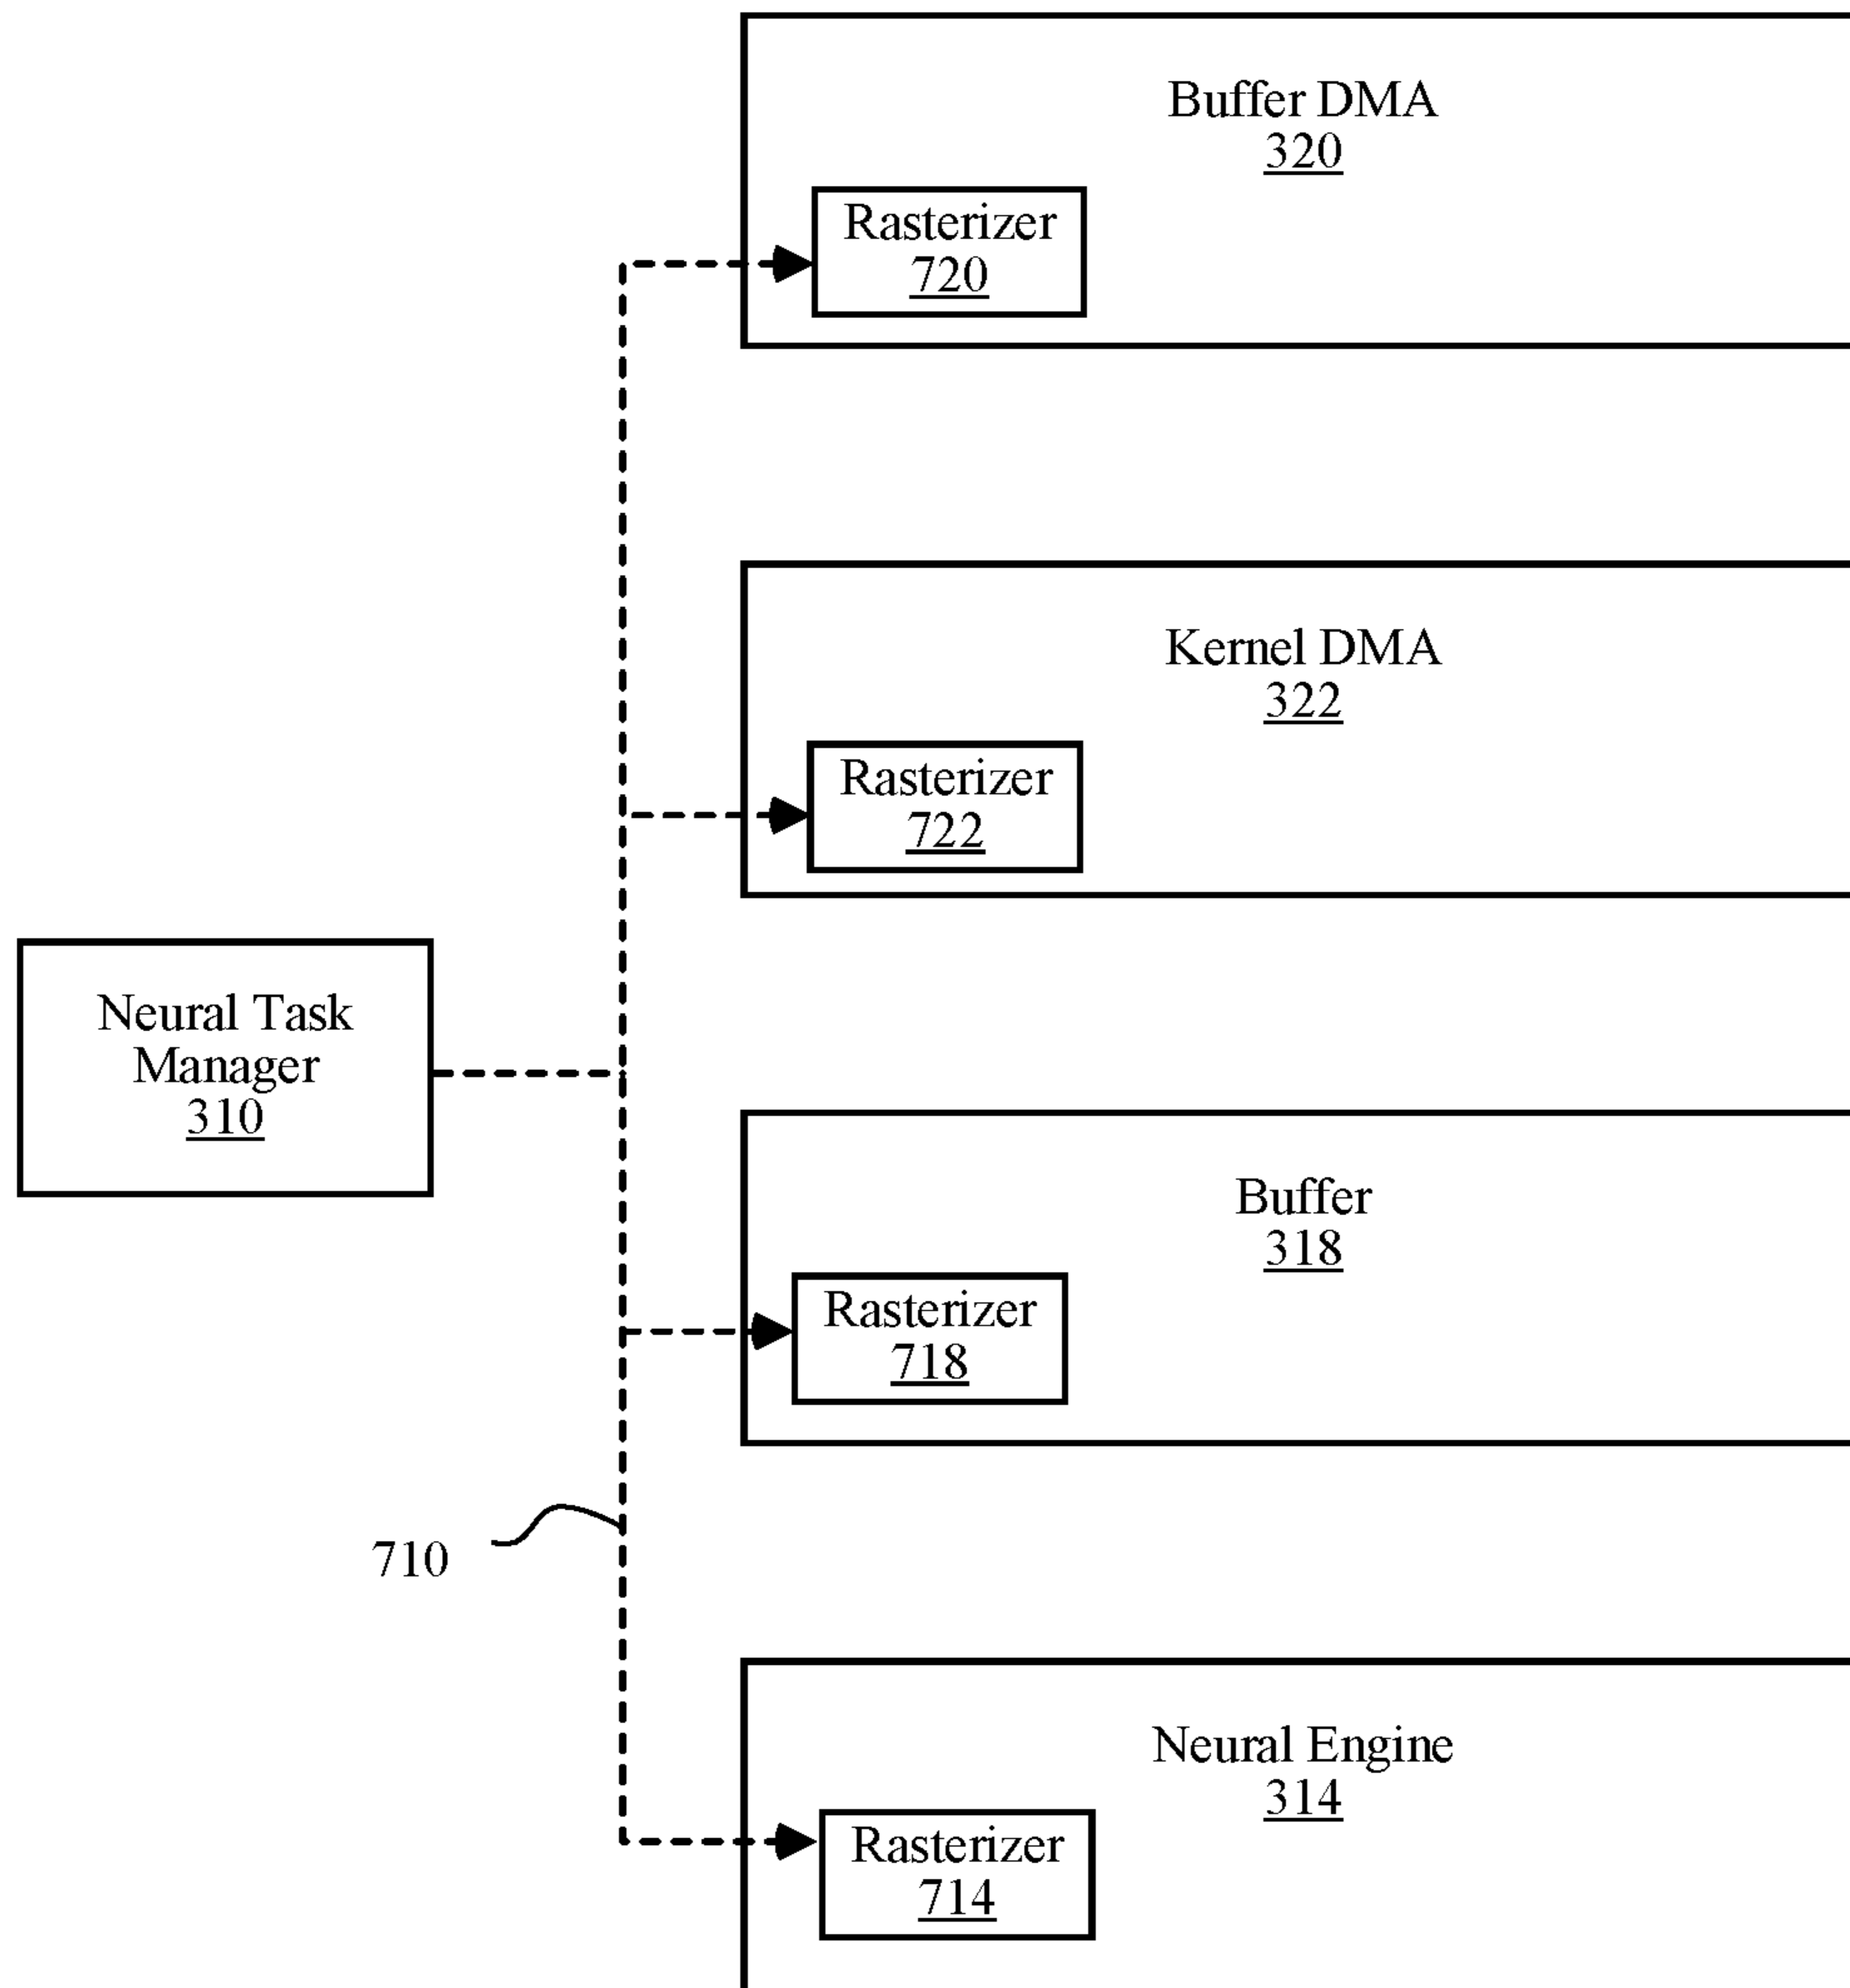 Buffer DMA
320
Rasterizer
720
Kernel DMA
322
Rasterizer
722
Neural Task
Manager
310
Buffer
318
Rasterizer
718
710
Neural Engine
314
Rasterizer
714